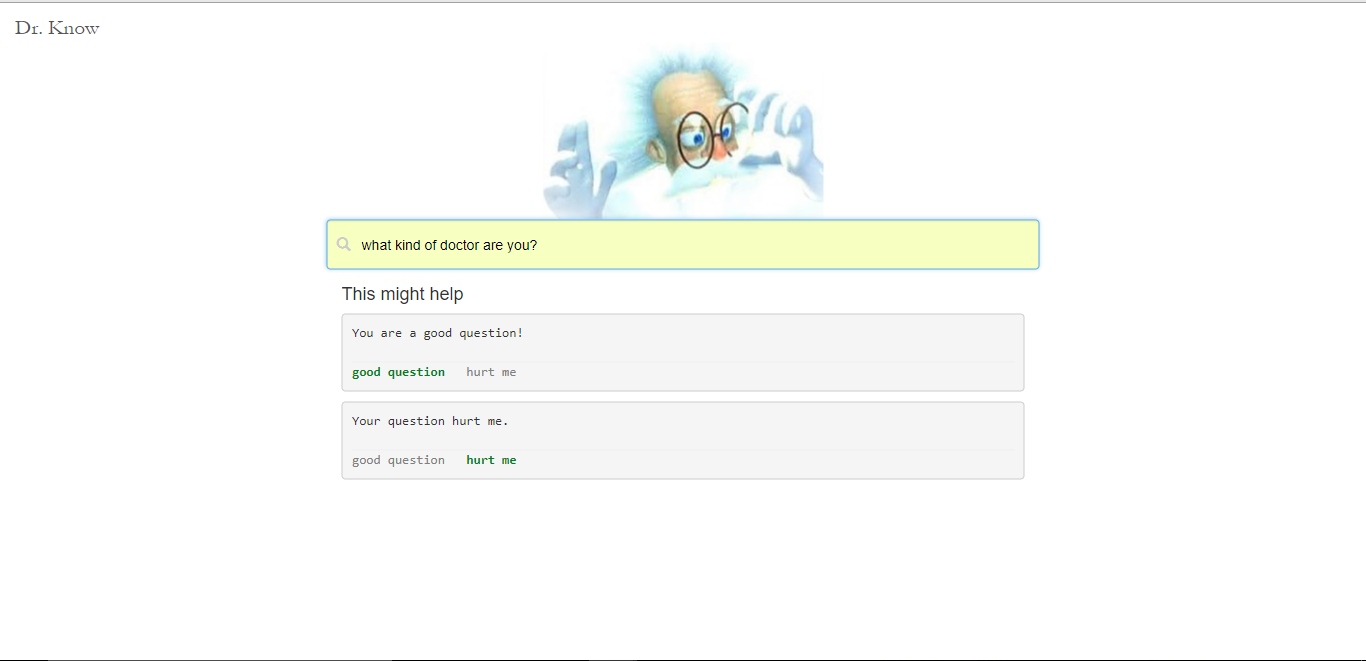 Dr. Know
what kind of doctor are you?
This might help
You are a good question!
good question hurt me
Your question hurt me.
good question hurt me